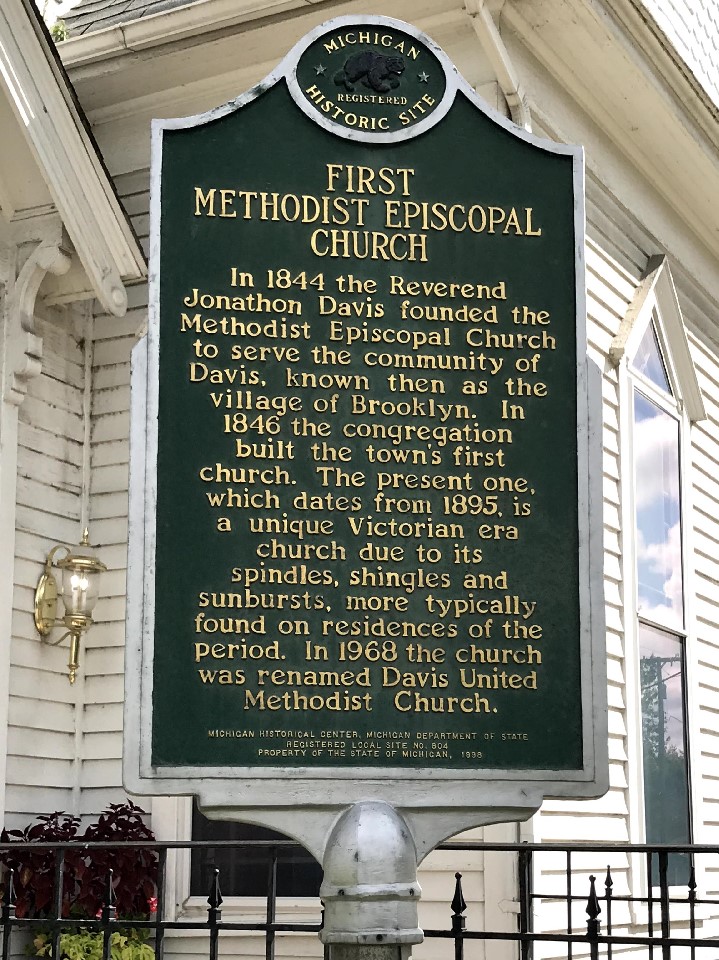 MICHIGAN
REGISTERED
HISTORIC SITE
FIRST
METHODIST EPISCOPAL
CHURCH
In 1844 the Reverend
Jonathon Davis founded the
Methodist Episcopal Church
to serve the community of
Davis, known then as the
village of Brooklyn. In
1846 the congregation
built the town's first
church. The present one,
which dates from 1895, is
a unique Victorian era
church due to its
spindles, shingles and
sunbursts, more typically
found on residences of the
period. In 1968 the church
was renamed Davis United
Methodist Church.
MICHIGAN HISTORICAL CENTER, MICHIGAN DEPARTMENT OF STATE
REGISTERED LOCAL SITE NO. 804
PROPERTY OF THE STATE OF MICHIGAN,